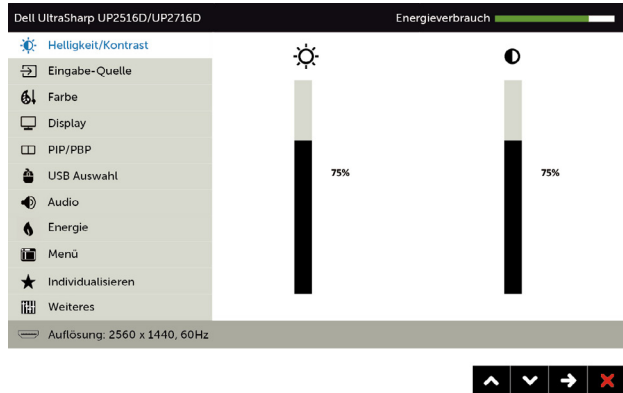 Dell UltraSharp UP2516D/UP2716D
Energieverbrauch
Helligkeit/Kontrast
Eingabe-Quelle
Farbe
Display
PIP/PBP
USB Auswahl
Audio
Energie
Menü
Individualisieren
Weiteres
75%
75%
Auflösung: 2560 x 1440, 60Hz